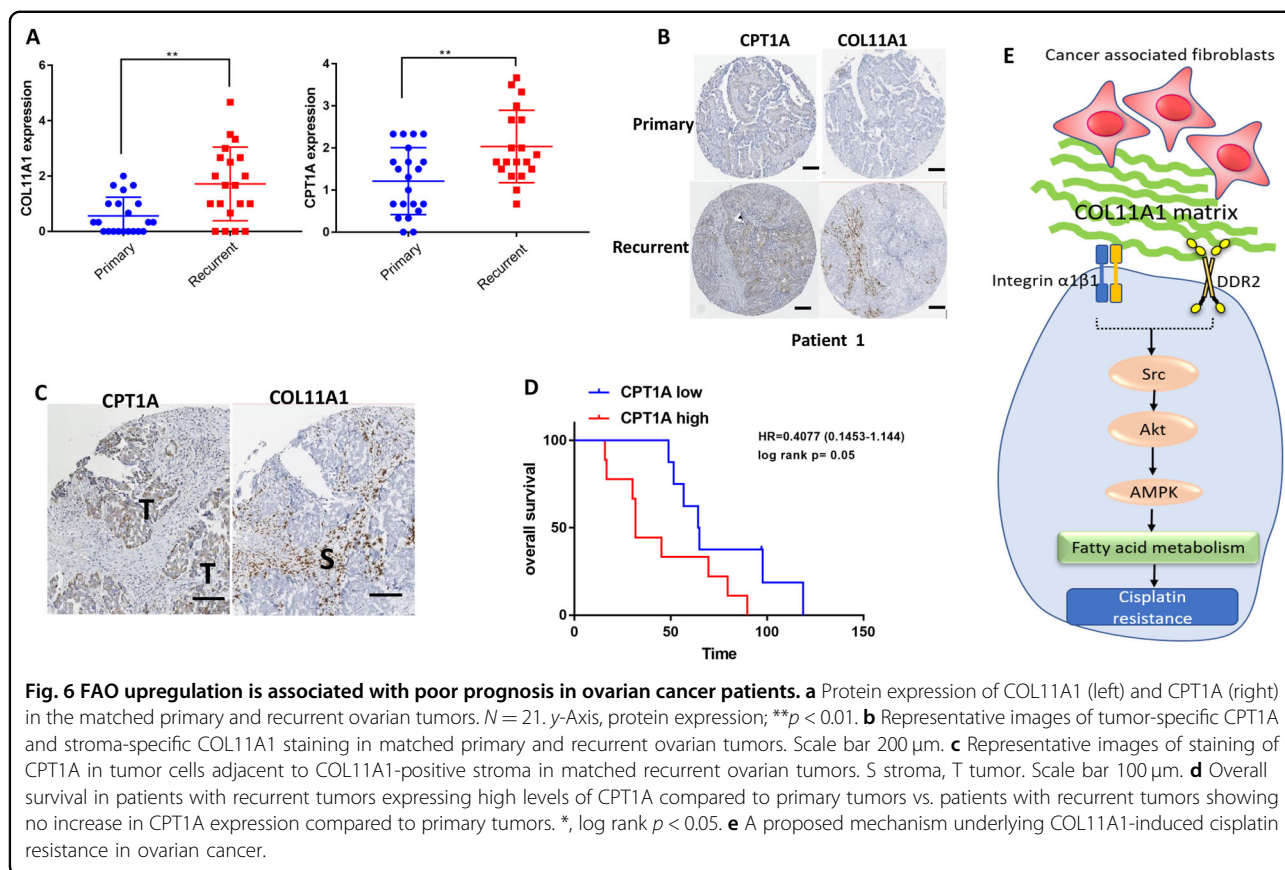 A
**
COL11A1 expression
6
4
2
0
Primary
Recurrent
**
CPT1A expression
4
3
2
1
0
Primary
Recurrent
B
CPT1A COL11A1
Primary
Recurrent
Patient 1
C
CPT1A COL11A1
T
T
S
D
CPT1A low
CPT1A high
HR=0.4077 (0.1453-1.144)
log rank p= 0.05
overall survival
100
50
0
0 50 100 150
Time
E
Cancer associated fibroblasts
COL11A1 matrix
Integrin α1β1
DDR2
Src
Akt
AMPK
Fatty acid metabolism
Cisplatin
resistance
Fig. 6 FAO upregulation is associated with poor prognosis in ovarian cancer patients. a Protein expression of COL11A1 (left) and CPT1A (right)
in the matched primary and recurrent ovarian tumors. N = 21. y-Axis, protein expression; **p < 0.01. b Representative images of tumor-specific CPT1A
and stroma-specific COL11A1 staining in matched primary and recurrent ovarian tumors. Scale bar 200 μm. c Representative images of staining of
CPT1A in tumor cells adjacent to COL11A1-positive stroma in matched recurrent ovarian tumors. S stroma, T tumor. Scale bar 100 μm. d Overall
survival in patients with recurrent tumors expressing high levels of CPT1A compared to primary tumors vs. patients with recurrent tumors showing
no increase in CPT1A expression compared to primary tumors. *, log rank p < 0.05. e A proposed mechanism underlying COL11A1-induced cisplatin
resistance in ovarian cancer.